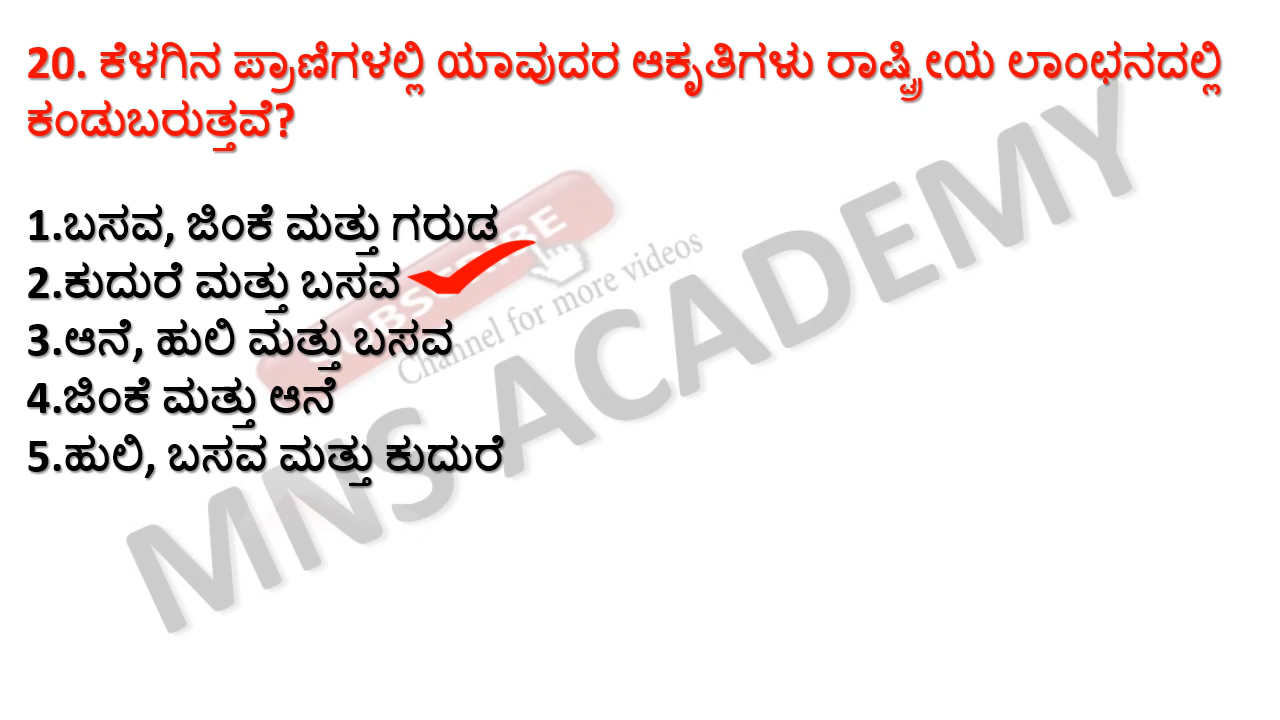 20. ಕೆಳಗಿನ ಪ್ರಾಣಿಗಳಲ್ಲಿ ಯಾವುದರ ಆಕೃತಿಗಳು ರಾಷ್ಟ್ರೀಯ ಲಾಂಛನದಲ್ಲಿ
ಕಂಡುಬರುತ್ತವೆ?
1.ಬಸವ, ಜಿಂಕೆ ಮತ್ತು ಗರುಡ
2.ಕುದುರೆ ಮತ್ತು ಬಸವ
3.ಆನೆ, ಹುಲಿ ಮತ್ತು ಬಸವ
4.ಜಿಂಕೆ ಮತ್ತು ಆನೆ
5.ಹುಲಿ, ಬಸವ ಮತ್ತು ಕುದುರೆ
SUBSCRIBE
Channel for more videos
MNS ACADEMY